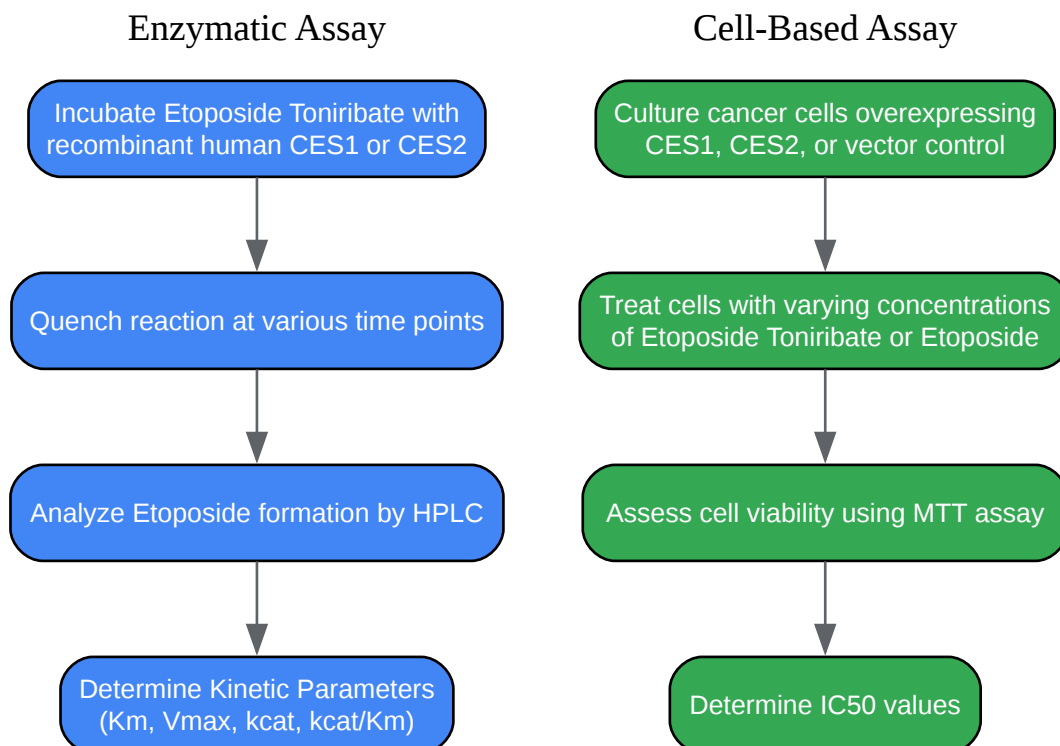 Enzymatic Assay
Incubate Etoposide Toniribate with
recombinant human CES1 or CES2
Quench reaction at various time points
Analyze Etoposide formation by HPLC
Determine Kinetic Parameters
(Km, Vmax, kcat, kcat/Km)
Cell-Based Assay
Culture cancer cells overexpressing
CES1, CES2, or vector control
Treat cells with varying concentrations
of Etoposide Toniribate or Etoposide
Assess cell viability using MTT assay
Determine IC50 values